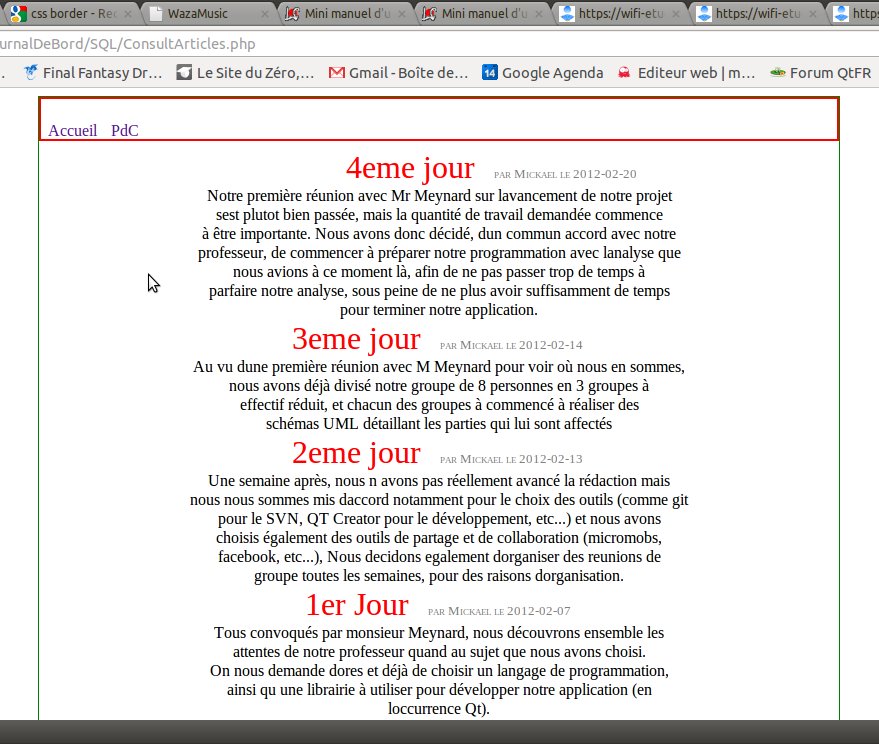 css border - Rec
WazaMusic
Mini manuel d'u
Mini manuel d'u
https://wifi-etu
https://wifi-etu
https
urnalDeBord/SQL/ConsultArticles.php
Final Fantasy Dr... Le Site du Zéro,... Gmail - Boîte de... 14 Google Agenda Editeur web | m... Forum QtFR
Accueil PdC
4eme jour par Mickael le 2012-02-20
Notre première réunion avec Mr Meynard sur lavancement de notre projet
sest plutot bien passée, mais la quantité de travail demandée commence
à être importante. Nous avons donc décidé, dun commun accord avec notre
professeur, de commencer à préparer notre programmation avec lanalyse que
nous avions à ce moment là, afin de ne pas passer trop de temps à
parfaire notre analyse, sous peine de ne plus avoir suffisamment de temps
pour terminer notre application.
3eme jour par Mickael le 2012-02-14
Au vu dune première réunion avec M Meynard pour voir où nous en sommes,
nous avons déjà divisé notre groupe de 8 personnes en 3 groupes à
effectif réduit, et chacun des groupes à commencé à réaliser des
schémas UML détaillant les parties qui lui sont affectés
2eme jour par Mickael le 2012-02-13
Une semaine après, nous n avons pas réellement avancé la rédaction mais
nous nous sommes mis daccord notamment pour le choix des outils (comme git
pour le SVN, QT Creator pour le développement, etc...) et nous avons
choisis également des outils de partage et de collaboration (micromobs,
facebook, etc...), Nous decidons egalement dorganiser des reunions de
groupe toutes les semaines, pour des raisons dorganisation.
1er Jour par Mickael le 2012-02-07
Tous convoqués par monsieur Meynard, nous découvrons ensemble les
attentes de notre professeur quand au sujet que nous avons choisi.
On nous demande dores et déjà de choisir un langage de programmation,
ainsi qu une librairie à utiliser pour développer notre application (en
loccurrence Qt).